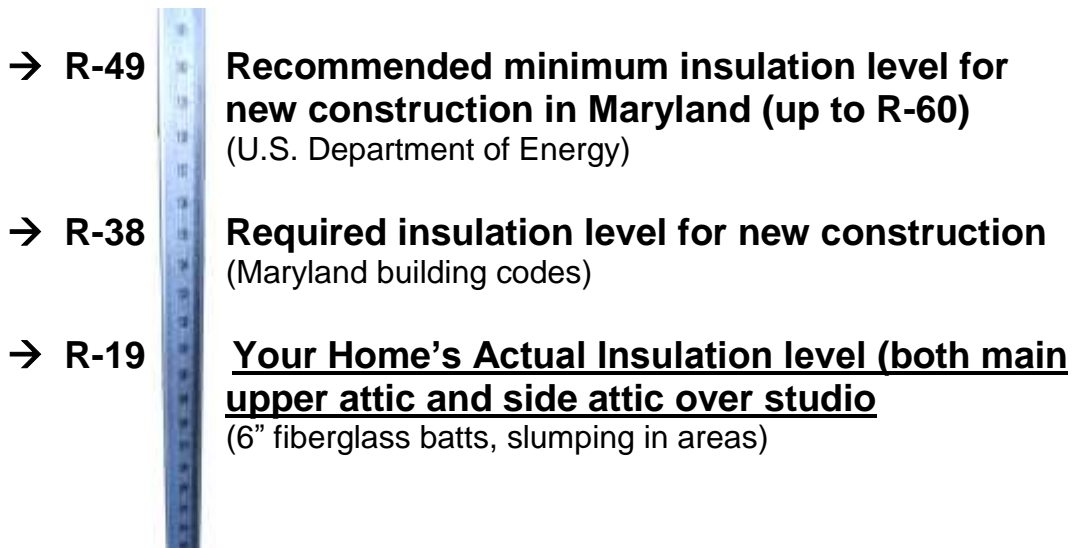 → R-49 Recommended minimum insulation level for
new construction in Maryland (up to R-60)
(U.S. Department of Energy)
→ R-38 Required insulation level for new construction
(Maryland building codes)
→ R-19 Your Home’s Actual Insulation level (both main
upper attic and side attic over studio
(6” fiberglass batts, slumping in areas)